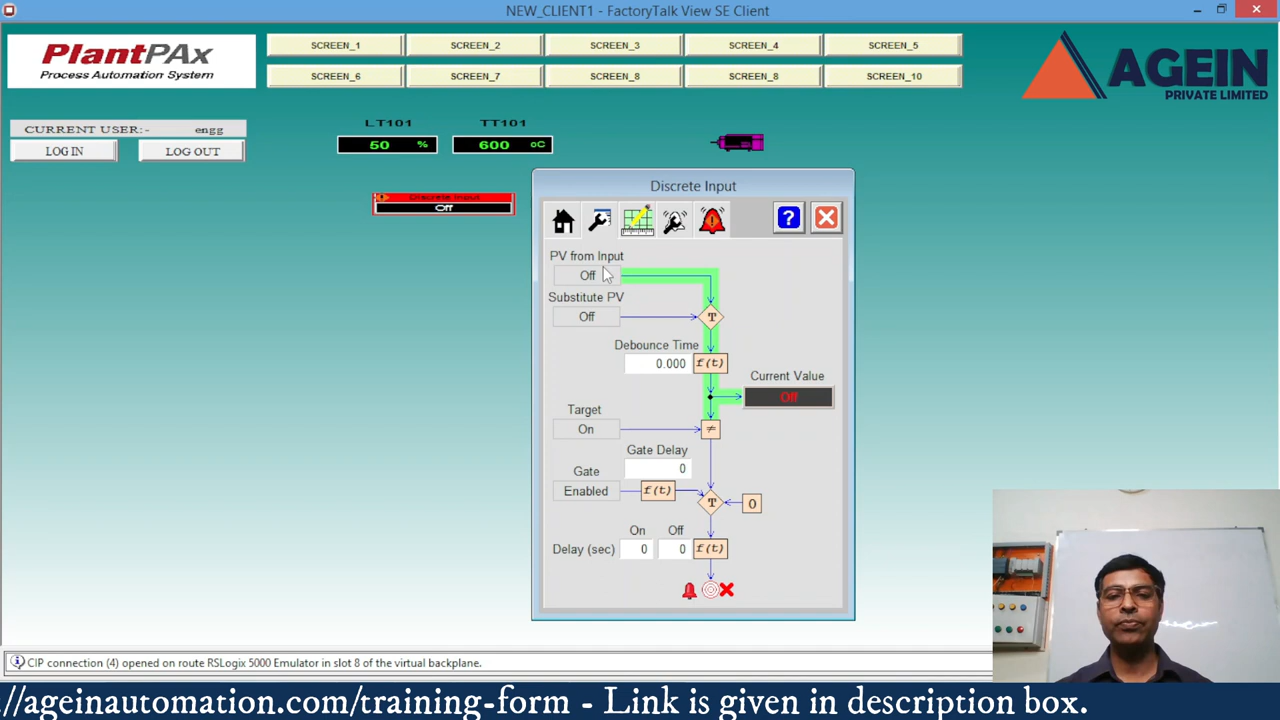 NEW_CLIENT1 - FactoryTalk View SE Client
PlantPAx
Process Automation System
SCREEN_1
SCREEN_2
SCREEN_3
SCREEN_4
SCREEN_5
SCREEN_6
SCREEN_7
SCREEN_8
SCREEN_8
SCREEN_10
AGEIN
PRIVATE LIMITED
CURRENT USER:- engg
LOG IN
LOG OUT
LT101
50 %
TT101
600 oC
Discrete Input
Off
Discrete Input
?
PV from Input
Off
Substitute PV
Off
T
Debounce Time
0.000
f(t)
Current Value
Off
Target
On
≠
Gate Delay
0
Gate
Enabled
f(t)
T
0
On Off
Delay (sec) 0 0 f(t)
CIP connection (4) opened on route RSLogix 5000 Emulator in slot 8 of the virtual backplane.
//ageinautomation.com/training-form - Link is given in description box.